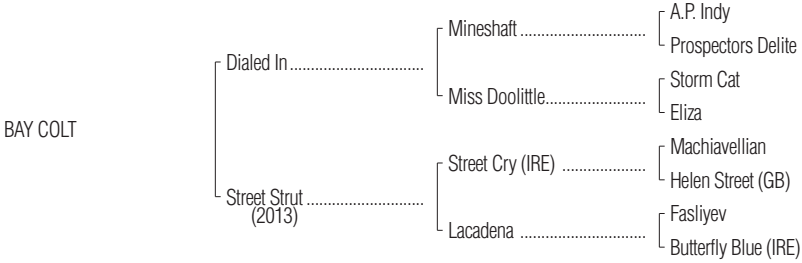 A.P. Indy
Mineshaft
Prospectors Delite
Dialed In
Storm Cat
Miss Doolittle
Eliza
BAY COLT
Machiavellian
Street Cry (IRE)
Helen Street (GB)
Street Strut
(2013)
Fasliyev
Lacadena
Butterfly Blue (IRE)